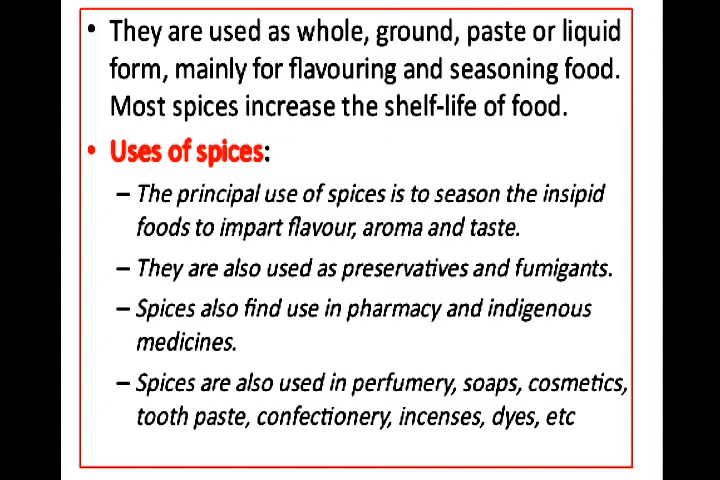 • They are used as whole, ground, paste or liquid
form, mainly for flavouring and seasoning food.
Most spices increase the shelf-life of food.
• Uses of spices:
– The principal use of spices is to season the insipid
foods to impart flavour, aroma and taste.
– They are also used as preservatives and fumigants.
– Spices also find use in pharmacy and indigenous
medicines.
– Spices are also used in perfumery, soaps, cosmetics,
tooth paste, confectionery, incenses, dyes, etc